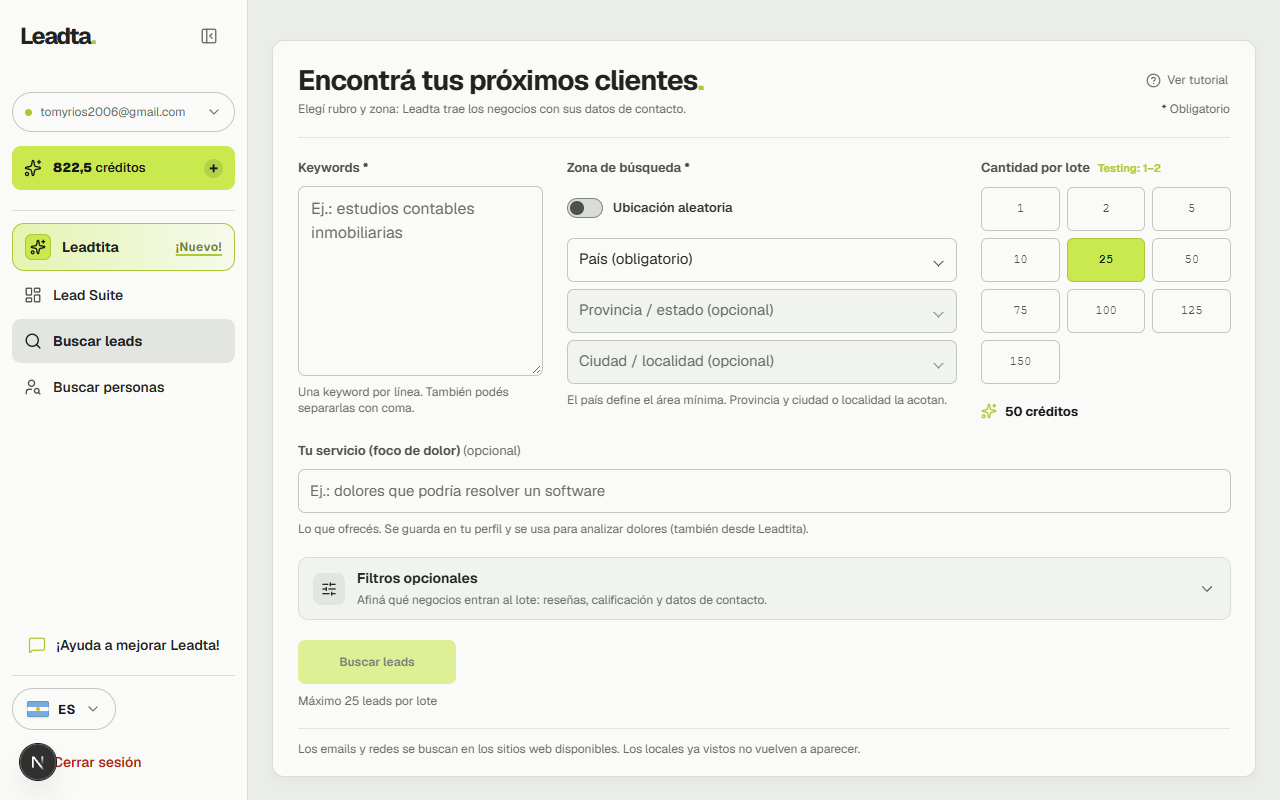 Leadta.
tomyrios2006@gmail.com
822,5 créditos
+
Leadtita
¡Nuevo!
Lead Suite
Buscar leads
Buscar personas
¡Ayuda a mejorar Leadta!
ES
N
Cerrar sesión
Encontrá tus próximos clientes.
Elegí rubro y zona: Leadta trae los negocios con sus datos de contacto.
Ver tutorial
* Obligatorio
Keywords *
Ej.: estudios contables
inmobiliarias
Una keyword por línea. También podés
separarlas con coma.
Zona de búsqueda *
Ubicación aleatoria
País (obligatorio)
Provincia / estado (opcional)
Ciudad / localidad (opcional)
El país define el área mínima. Provincia y ciudad o localidad la acotan.
Cantidad por lote Testing: 1–2
1 2 5
10 25 50
75 100 125
150
50 créditos
Tu servicio (foco de dolor) (opcional)
Ej.: dolores que podría resolver un software
Lo que ofrecés. Se guarda en tu perfil y se usa para analizar dolores (también desde Leadtita).
Filtros opcionales
Afiná qué negocios entran al lote: reseñas, calificación y datos de contacto.
Buscar leads
Máximo 25 leads por lote
Los emails y redes se buscan en los sitios web disponibles. Los locales ya vistos no vuelven a aparecer.